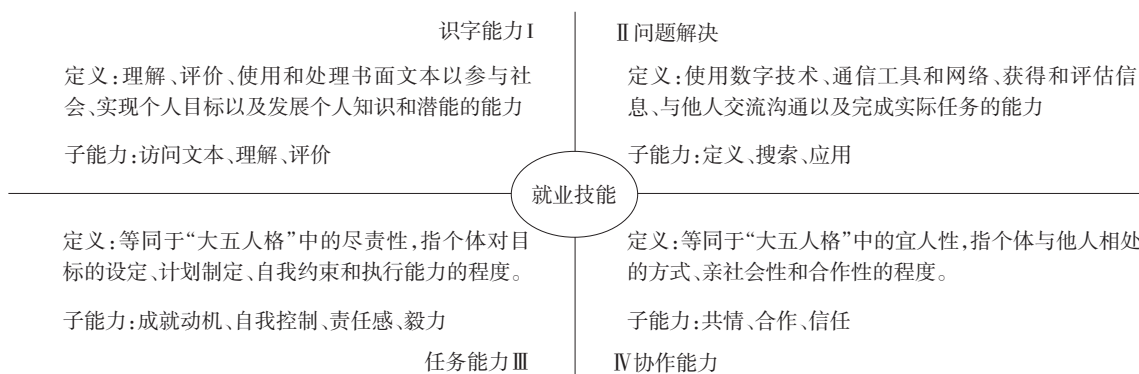 识字能力Ⅰ
定义:理解、评价、使用和处理书面文本以参与社
会、实现个人目标以及发展个人知识和潜能的能力
子能力:访问文本、理解、评价
Ⅱ问题解决
定义:使用数字技术、通信工具和网络、获得和评估信
息、与他人交流沟通以及完成实际任务的能力
子能力:定义、搜索、应用
就业技能
定义:等同于“大五人格”中的尽责性,指个体对目
标的设定、计划制定、自我约束和执行能力的程度。
子能力:成就动机、自我控制、责任感、毅力
任务能力Ⅲ
定义:等同于“大五人格”中的宜人性,指个体与他人相处
的方式、亲社会性和合作性的程度。
子能力:共情、合作、信任
Ⅳ协作能力